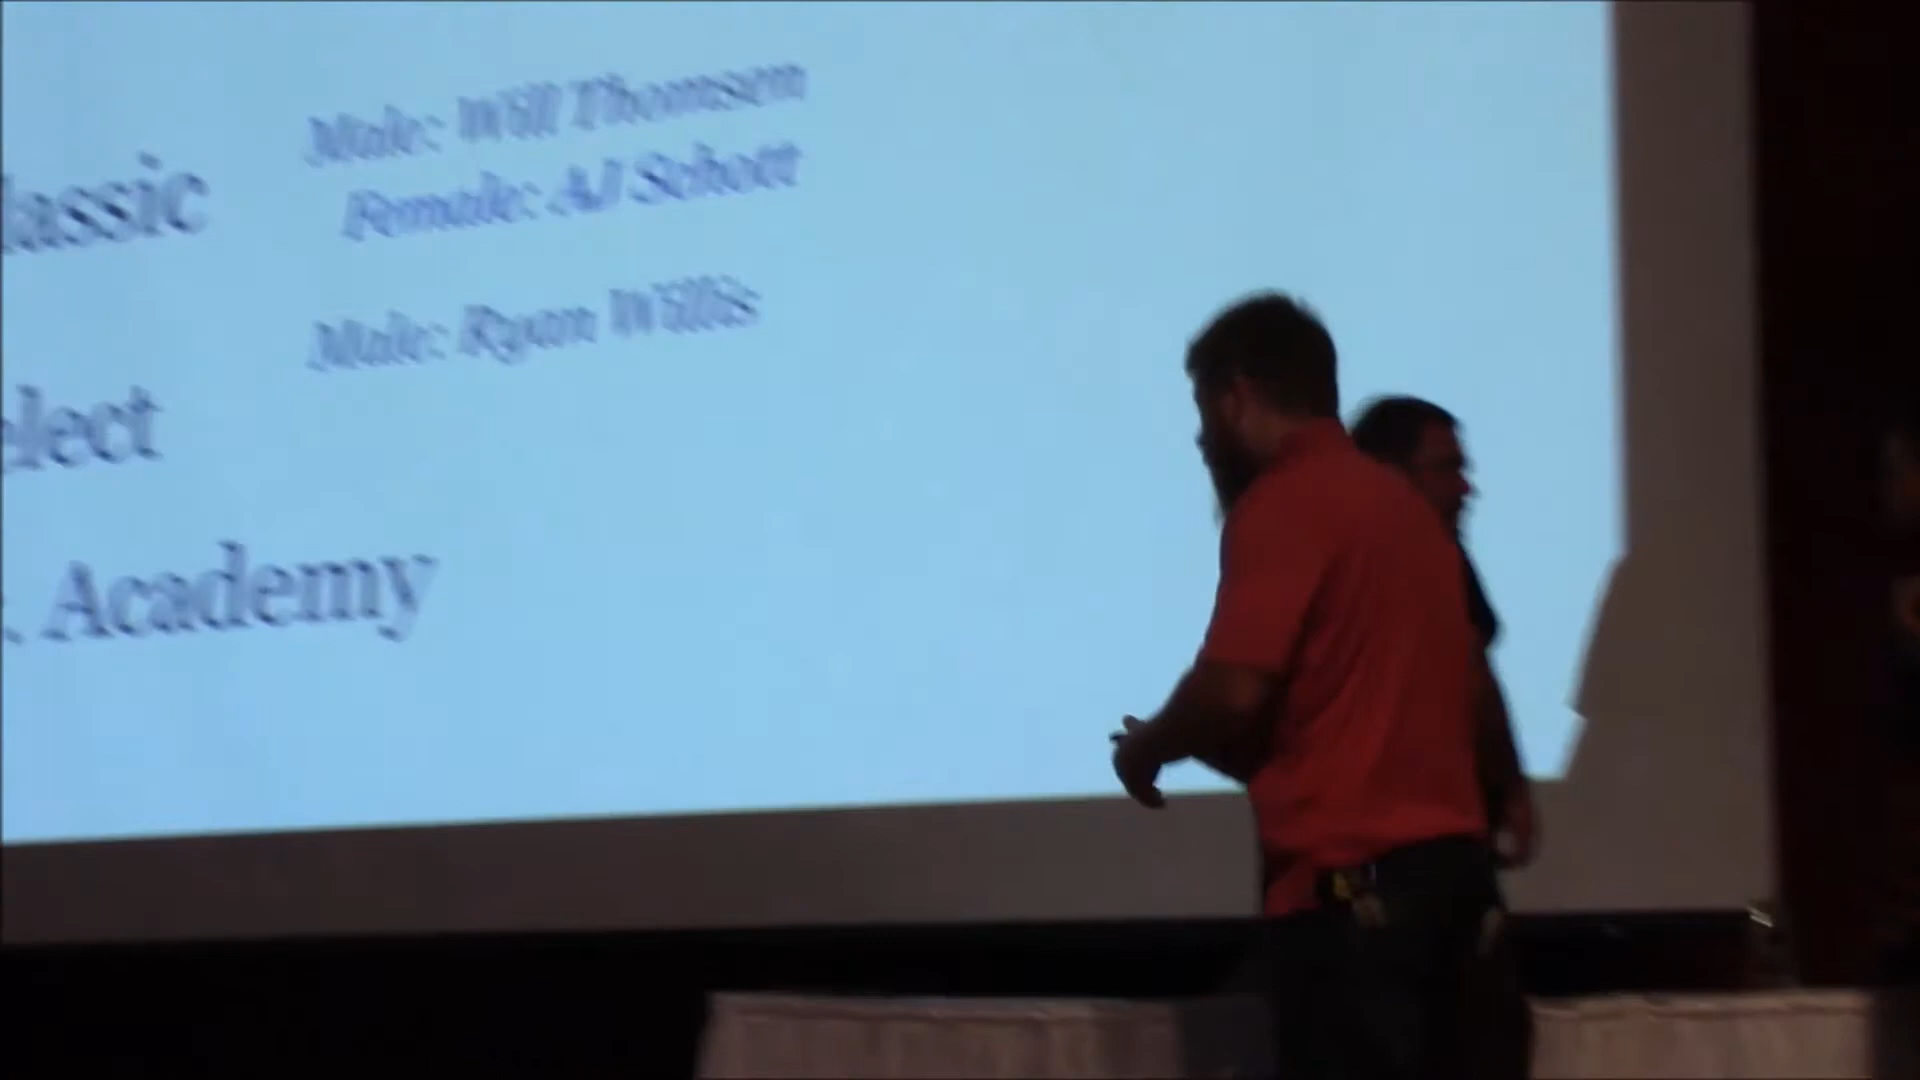 Male: Will Thomsen
lassic
Female: AJ Schott
Male: Ryan Willis
elect
. Academy